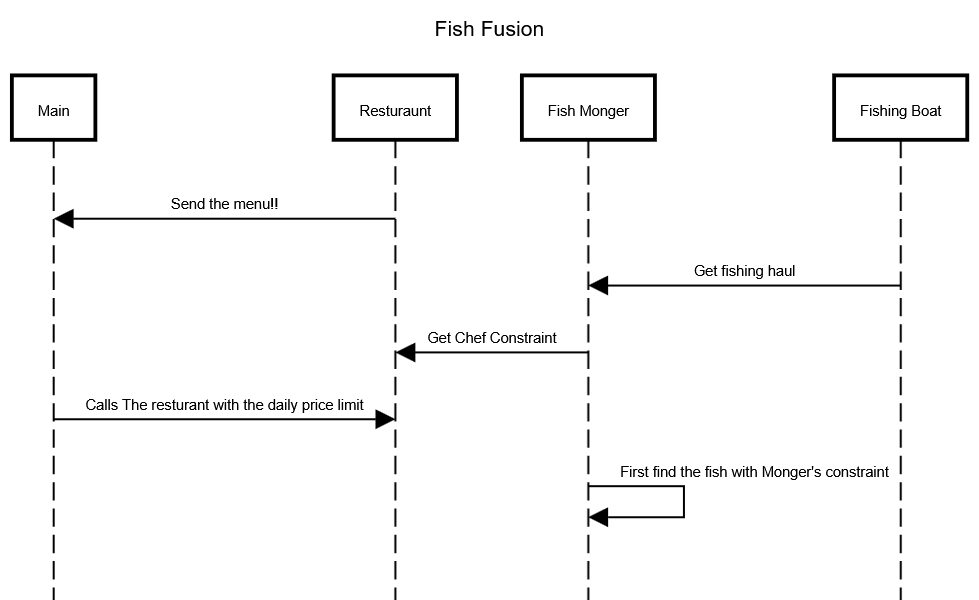 Fish Fusion
Main
Resturaunt
Fish Monger
Fishing Boat
Send the menu!!
Get fishing haul
Get Chef Constraint
Calls The resturant with the daily price limit
First find the fish with Monger's constraint